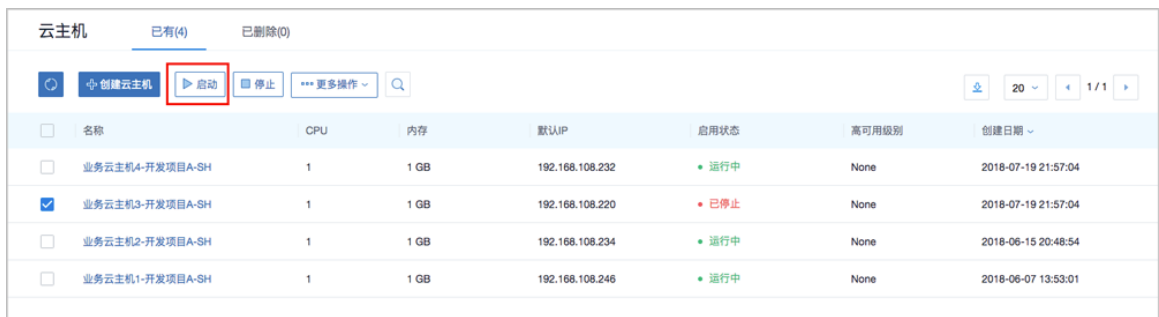 云主机 已有(4) 已删除(0)
创建云主机 启动 停止 更多操作 20 1 / 1
名称 CPU 内存 默认IP 启用状态 高可用级别 创建日期
业务云主机4-开发项目A-SH 1 1 GB 192.168.108.232 运行中 None 2018-07-19 21:57:04
业务云主机3-开发项目A-SH 1 1 GB 192.168.108.220 已停止 None 2018-07-19 21:57:04
业务云主机2-开发项目A-SH 1 1 GB 192.168.108.234 运行中 None 2018-06-15 20:48:54
业务云主机1-开发项目A-SH 1 1 GB 192.168.108.246 运行中 None 2018-06-07 13:53:01